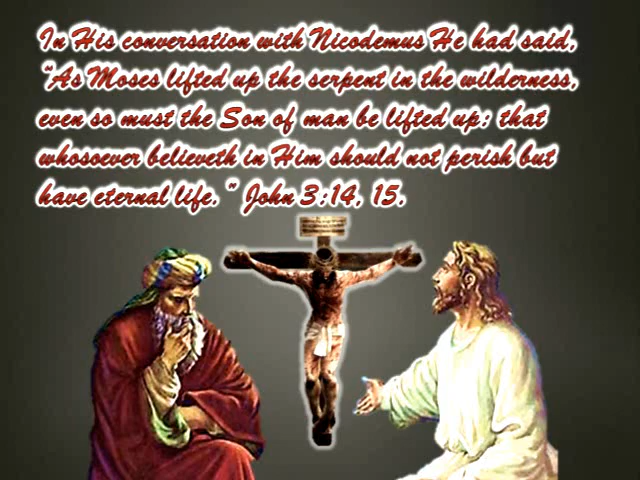 In His conversation with Nicodemus He had said,
"As Moses lifted up the serpent in the wilderness,
even so must the Son of man be lifted up: that
whosoever believeth in Him should not perish but
have eternal life." John 3:14, 15.